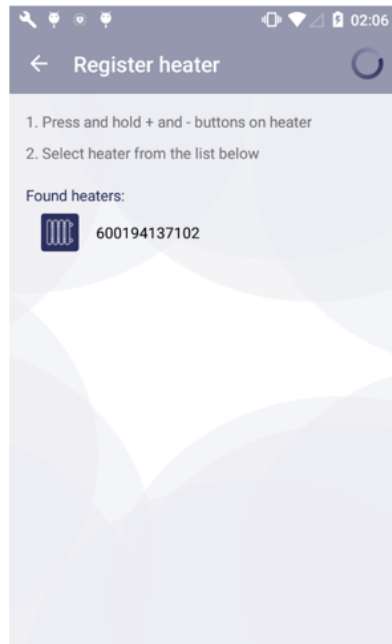 02:06
Register heater
1. Press and hold + and - buttons on heater
2. Select heater from the list below
Found heaters:
600194137102